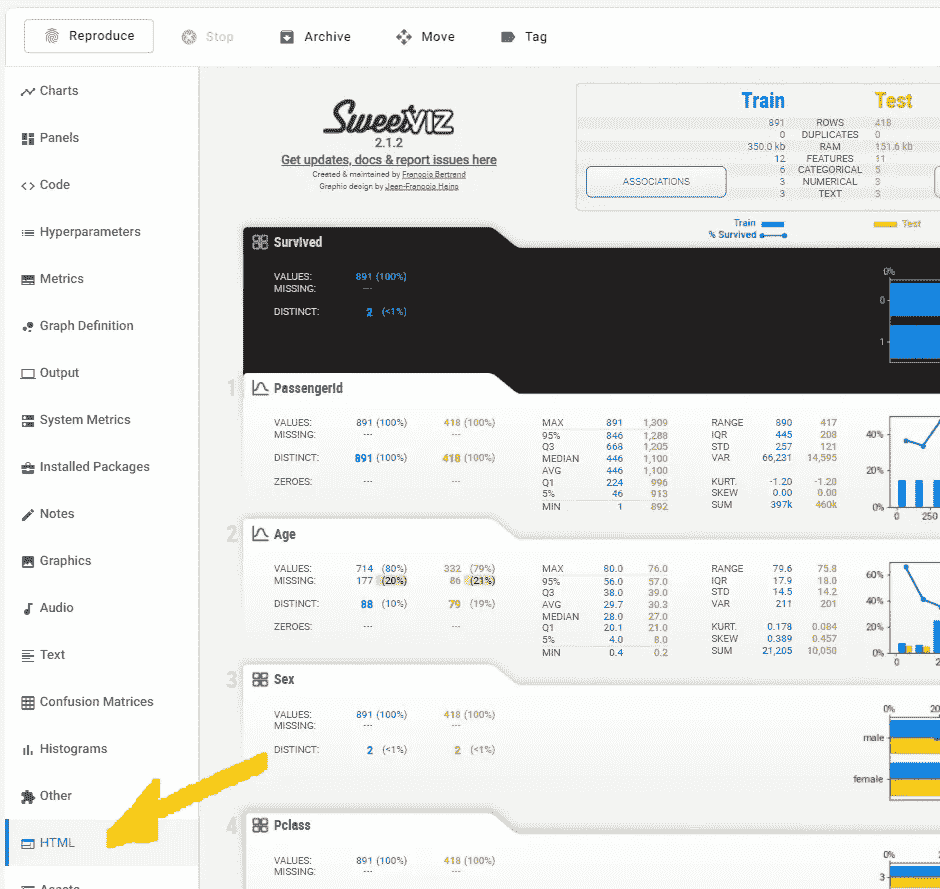 Reproduce Stop Archive Move Tag
Charts
Panels
Code
Hyperparameters
Metrics
Graph Definition
Output
System Metrics
Installed Packages
Notes
Graphics
Audio
Text
Confusion Matrices
Histograms
Other
HTML
Assets
SweetVIZ
2.1.2
Get updates, docs & report issues here
Created & maintained by Francois Bertrand
Graphic design by Jean-Francois Hains
Train Test
891 ROWS 418
0 DUPLICATES 0
350.0 kb RAM 151.6 kb
12 FEATURES 11
6 CATEGORICAL 5
3 NUMERICAL 3
3 TEXT 3
ASSOCIATIONS
Train Test
% Survived
Survived
VALUES: 891 (100%)
MISSING: ---
DISTINCT: 2 (<1%)
0%
0
1
1 PassengerId
VALUES: 891 (100%) 418 (100%)
MISSING: --- ---
DISTINCT: 891 (100%) 418 (100%)
ZEROES: --- ---
MAX 891 1,309
95% 846 1,288
Q3 668 1,205
MEDIAN 446 1,100
AVG 446 1,100
Q1 224 996
5% 46 913
MIN 1 892
RANGE 890 417
IQR 445 208
STD 257 121
VAR 66,231 14,595
KURT. -1.20 -1.20
SKEW 0.00 0.00
SUM 397k 460k
40%
20%
0%
0 250
2 Age
VALUES: 714 (80%) 332 (79%)
MISSING: 177 (20%) 86 (21%)
DISTINCT: 88 (10%) 79 (19%)
ZEROES: --- ---
MAX 80.0 76.0
95% 56.0 57.0
Q3 38.0 39.0
AVG 29.7 30.3
MEDIAN 28.0 27.0
Q1 20.1 21.0
5% 4.0 8.0
MIN 0.4 0.2
RANGE 79.6 75.8
IQR 17.9 18.0
STD 14.5 14.2
VAR 211 201
KURT. 0.178 0.084
SKEW 0.389 0.457
SUM 21,205 10,050
60%
40%
20%
0%
0 2
3 Sex
VALUES: 891 (100%) 418 (100%)
MISSING: --- ---
DISTINCT: 2 (<1%) 2 (<1%)
0% 20
male
female
4 Pclass
VALUES: 891 (100%) 418 (100%)
MISSING: --- ---
0%
3